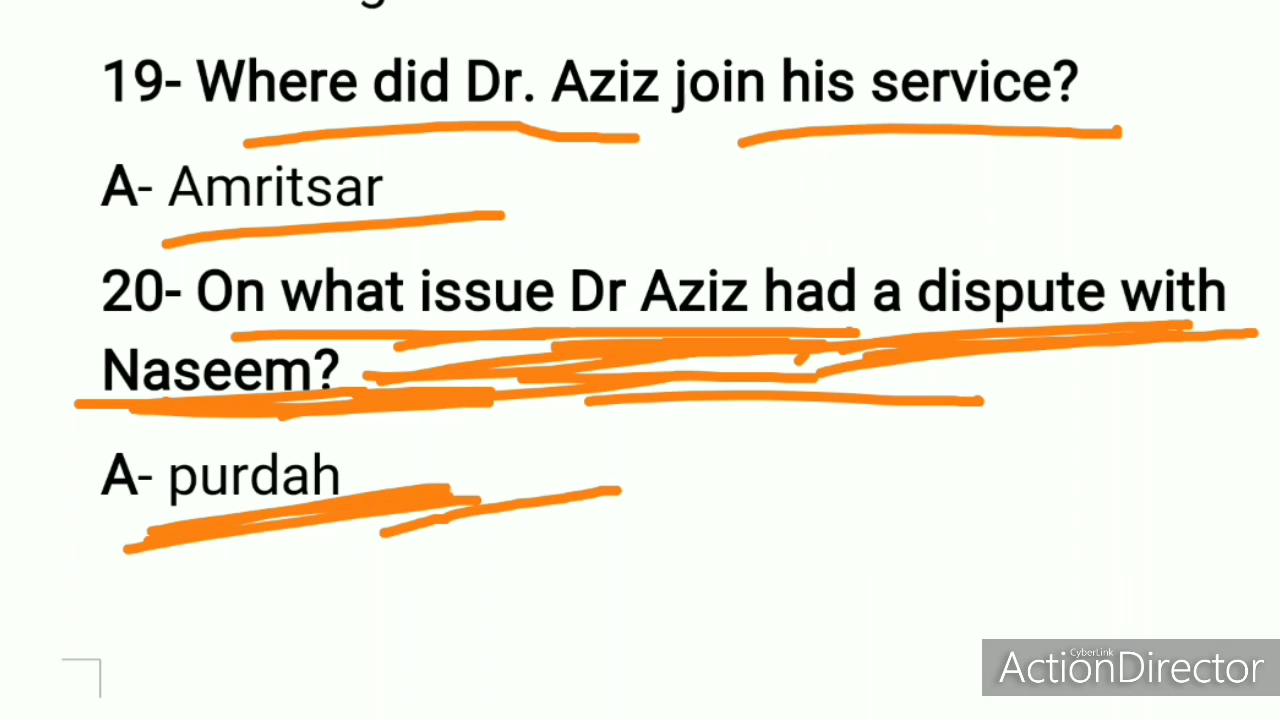 19- Where did Dr. Aziz join his service?
A- Amritsar
20- On what issue Dr Aziz had a dispute with
Naseem?
A- purdah
CyberLink
ActionDirector